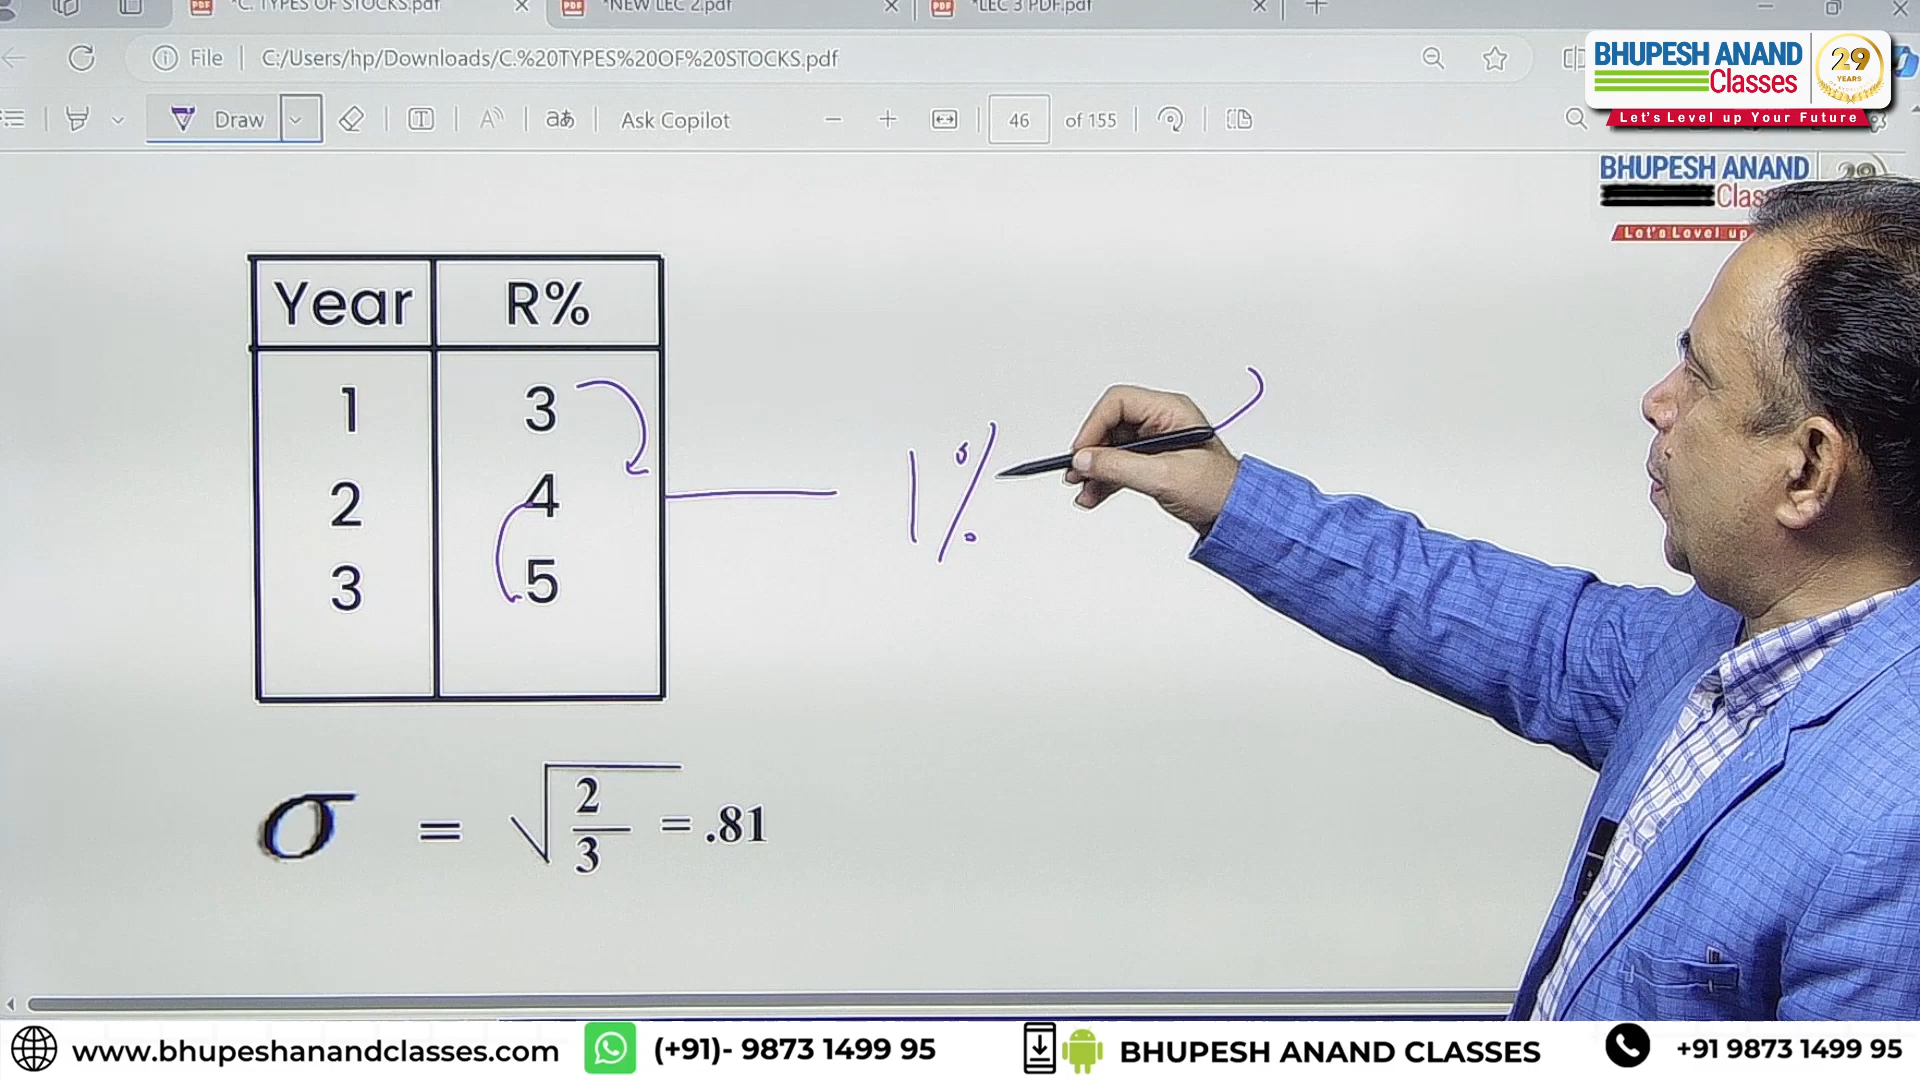 *C. TYPES OF STOCKS.pdf
*NEW LEC 2.pdf
*LEC 3 PDF.pdf
File
C:/Users/hp/Downloads/C.%20TYPES%20OF%20STOCKS.pdf
Draw
Ask Copilot
46 of 155
BHUPESH ANAND
Classes
29
YEARS
Let's Level up Your Future
BHUPESH ANAND
Let's Level up
Year R%
1 3
2 4
3 5
1%
σ = √2/3 = .81
www.bhupeshanandclasses.com
(+91)- 9873 1499 95
BHUPESH ANAND CLASSES
+91 9873 1499 95